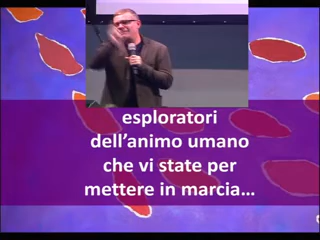 esploratori
dell’animo umano
che vi state per
mettere in marcia…